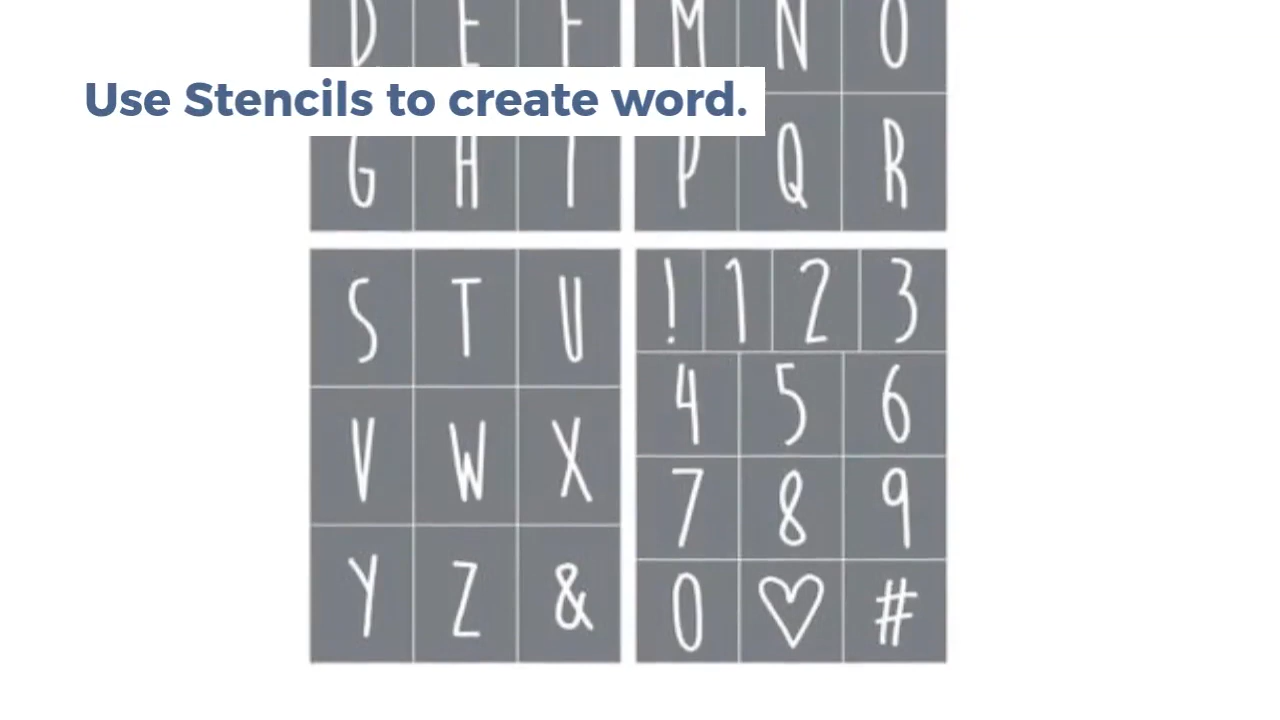 D E F
M N O
Use Stencils to create word.
G H I
P Q R
S T U
V W X
Y Z &
! 1 2 3
4 5 6
7 8 9
0 ♡ #